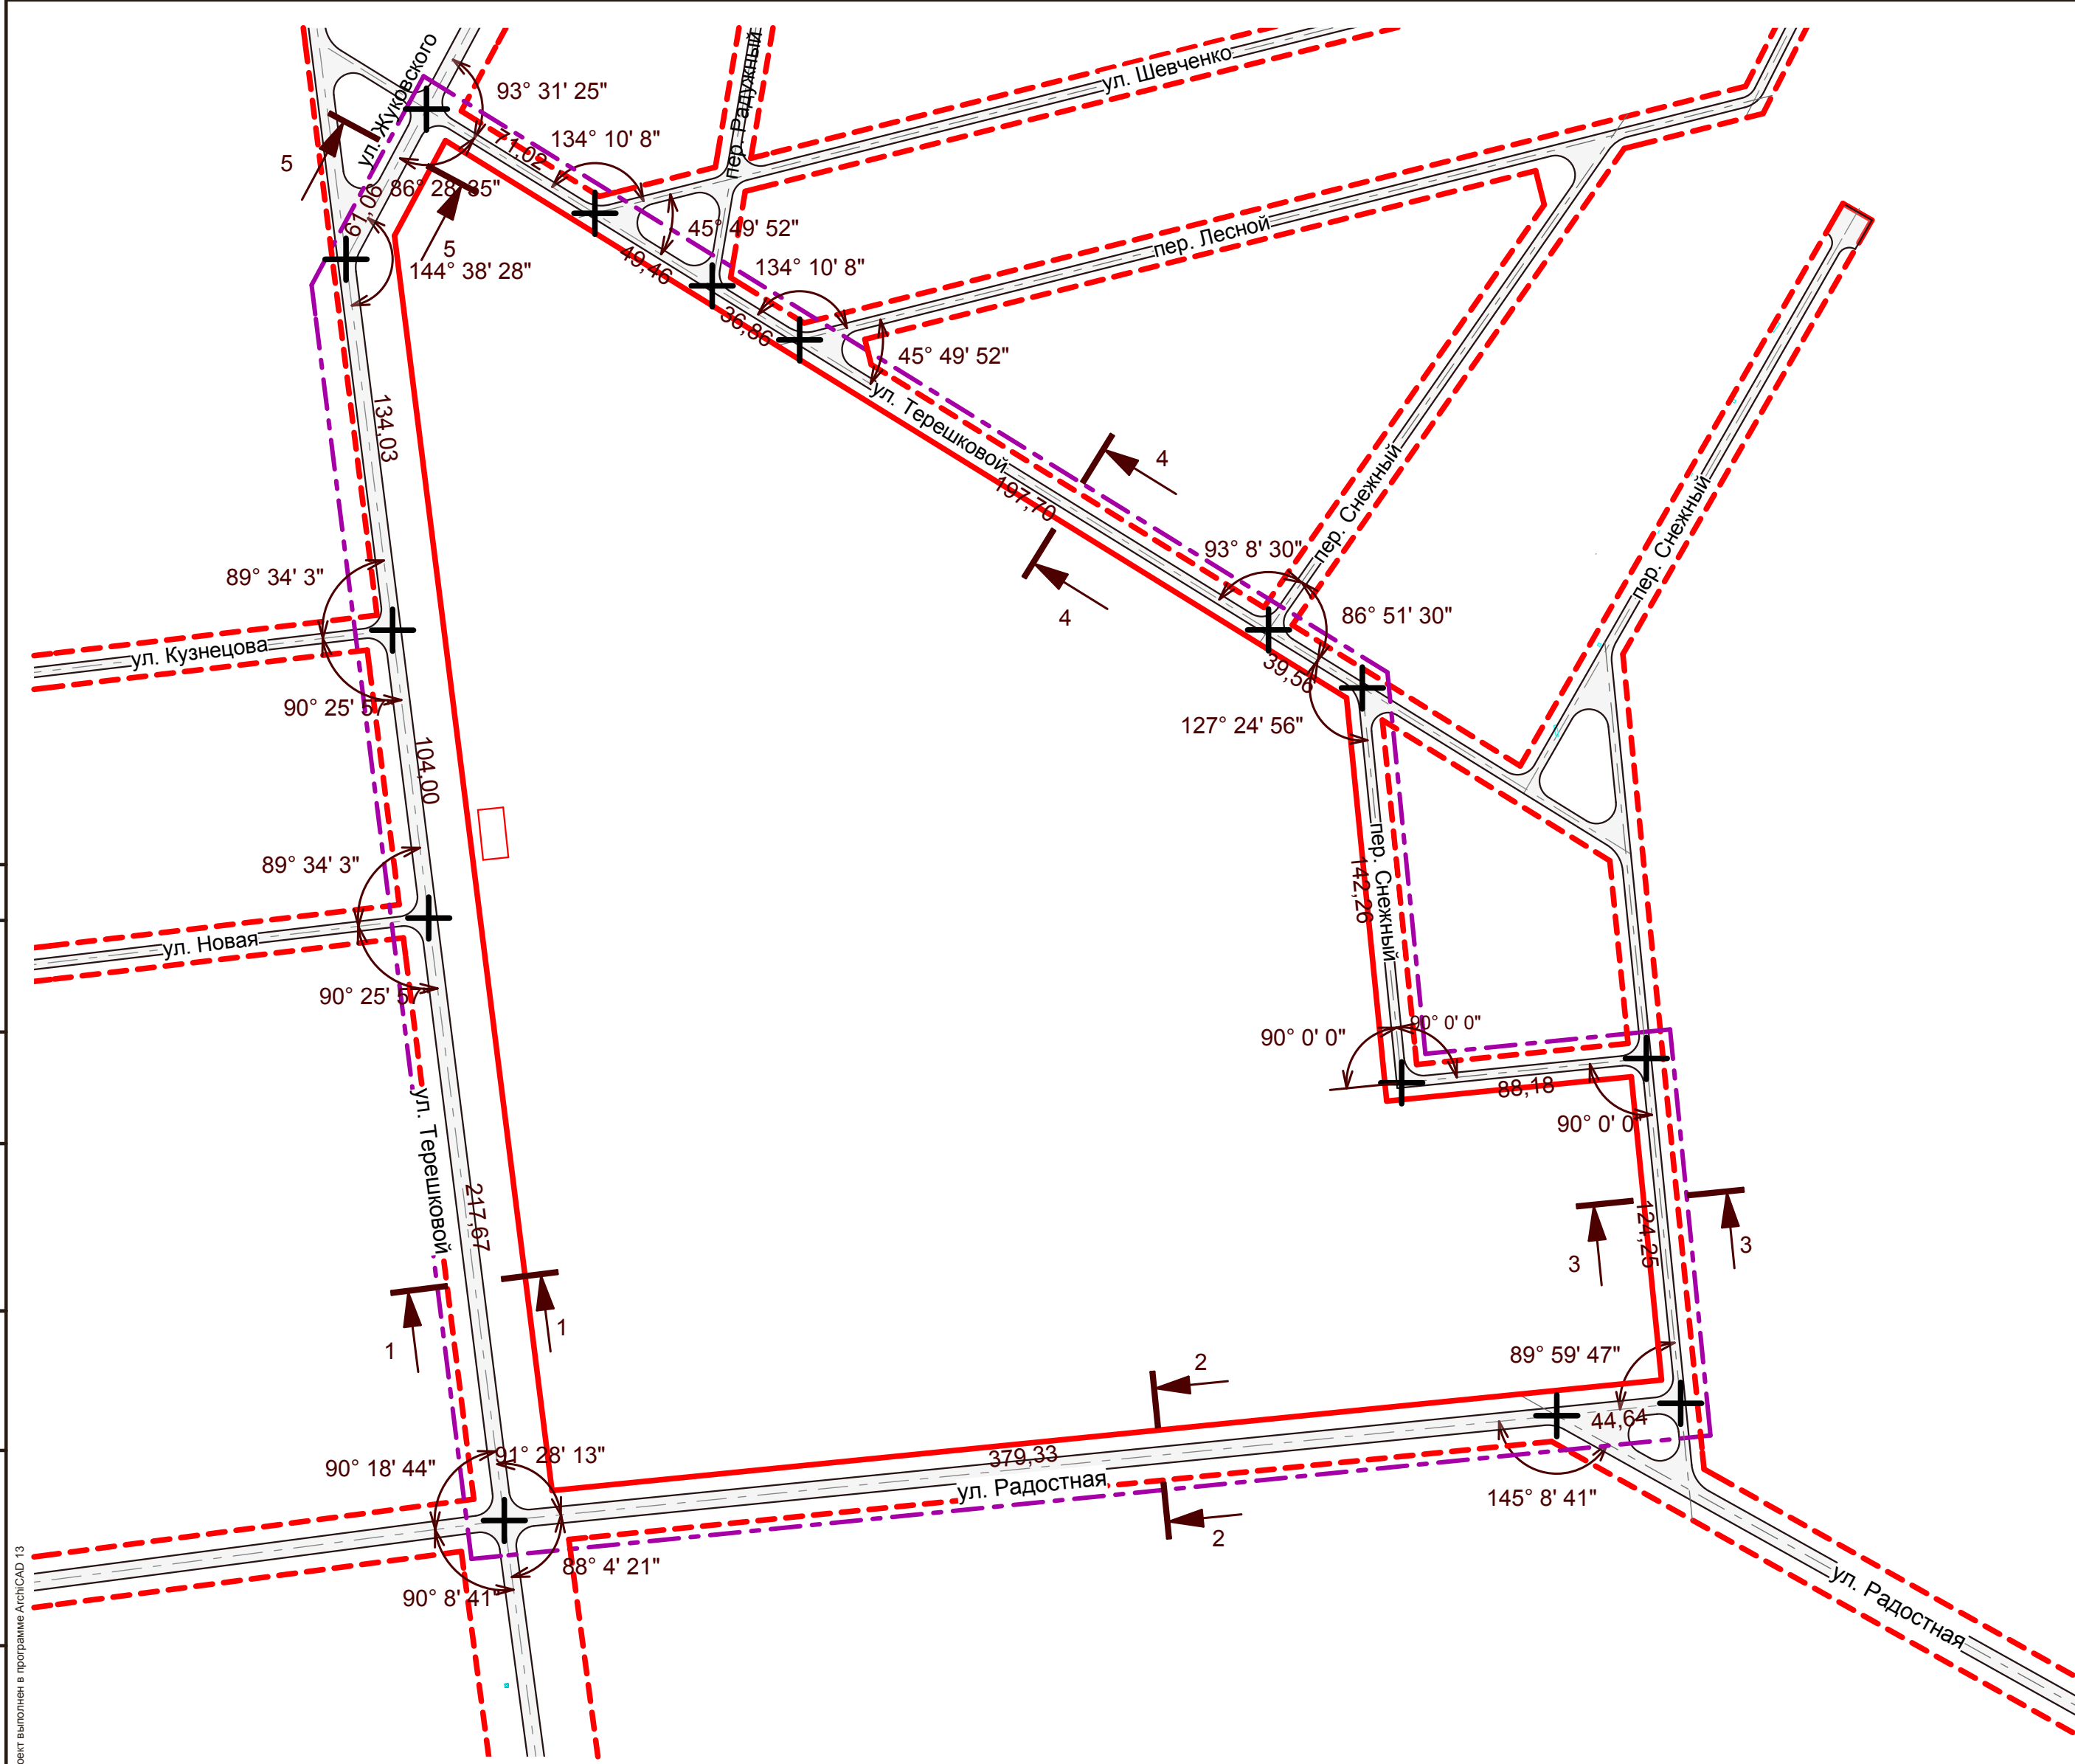 ул. Жуковского
93° 31' 25"
пер. Радужный
ул. Шевченко
71,02
134° 10' 8"
5
86° 28' 35"
61,06
45° 49' 52"
49,46
пер. Лесной
5
144° 38' 28"
134° 10' 8"
36,86
45° 49' 52"
134,03
ул. Терешковой
4
197,70
пер. Снежный
пер. Снежный
93° 8' 30"
89° 34' 3"
4
86° 51' 30"
ул. Кузнецова
39,56
90° 25' 57"
127° 24' 56"
104,00
89° 34' 3"
пер. Снежный
142,26
ул. Новая
90° 25' 57"
90° 0' 0"
90° 0' 0"
88,18
90° 0' 0"
ул. Терешковой
217,67
124,25
3
3
1
1
2
89° 59' 47"
44,64
379,33
91° 28' 13"
90° 18' 44"
ул. Радостная
145° 8' 41"
2
88° 4' 21"
90° 8' 41"
ул. Радостная
оект выполнен в программе ArchiCAD 13